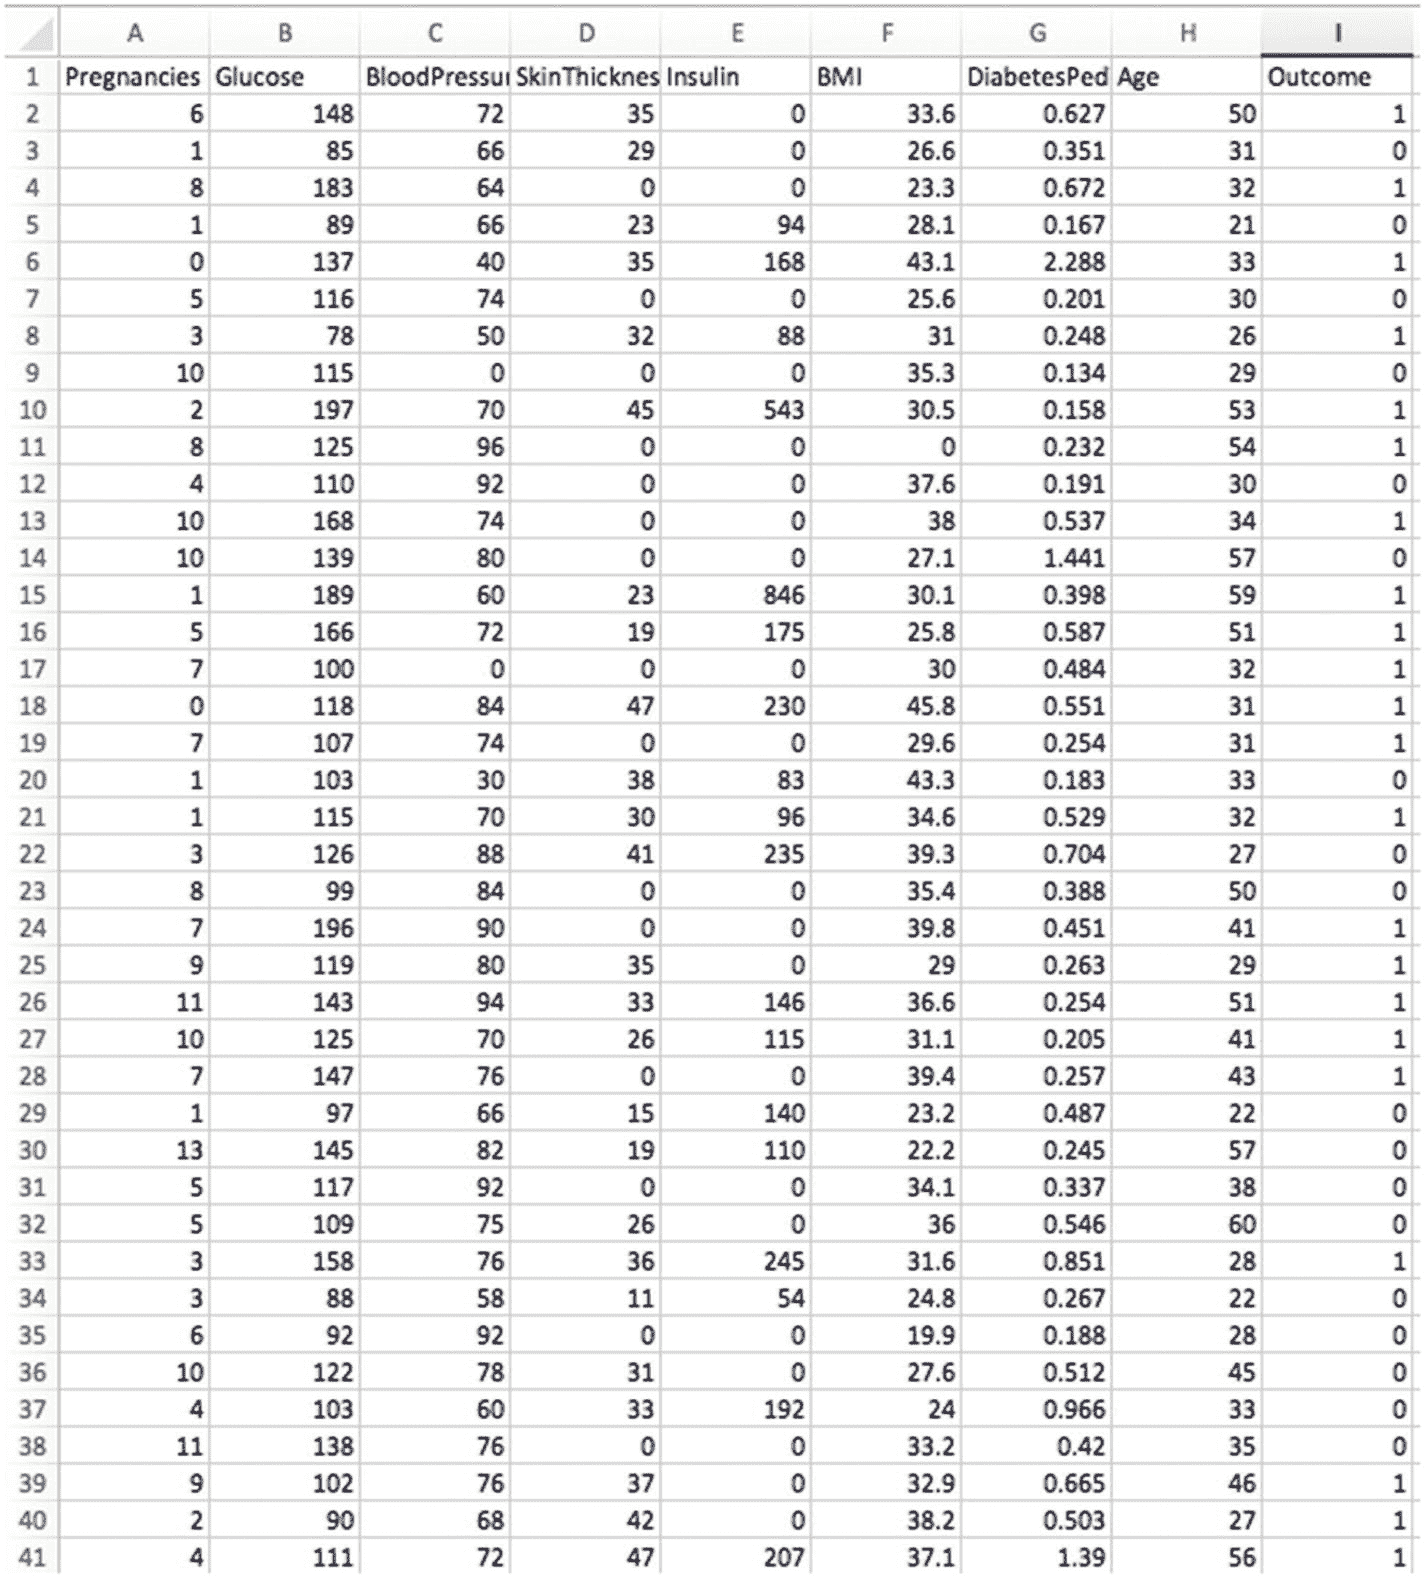 A B C D E F G H I
1 Pregnancies Glucose BloodPressur SkinThicknes Insulin BMI DiabetesPed Age Outcome
2 6 148 72 35 0 33.6 0.627 50 1
3 1 85 66 29 0 26.6 0.351 31 0
4 8 183 64 0 0 23.3 0.672 32 1
5 1 89 66 23 94 28.1 0.167 21 0
6 0 137 40 35 168 43.1 2.288 33 1
7 5 116 74 0 0 25.6 0.201 30 0
8 3 78 50 32 88 31 0.248 26 1
9 10 115 0 0 0 35.3 0.134 29 0
10 2 197 70 45 543 30.5 0.158 53 1
11 8 125 96 0 0 0 0.232 54 1
12 4 110 92 0 0 37.6 0.191 30 0
13 10 168 74 0 0 38 0.537 34 1
14 10 139 80 0 0 27.1 1.441 57 0
15 1 189 60 23 846 30.1 0.398 59 1
16 5 166 72 19 175 25.8 0.587 51 1
17 7 100 0 0 0 30 0.484 32 1
18 0 118 84 47 230 45.8 0.551 31 1
19 7 107 74 0 0 29.6 0.254 31 1
20 1 103 30 38 83 43.3 0.183 33 0
21 1 115 70 30 96 34.6 0.529 32 1
22 3 126 88 41 235 39.3 0.704 27 0
23 8 99 84 0 0 35.4 0.388 50 0
24 7 196 90 0 0 39.8 0.451 41 1
25 9 119 80 35 0 29 0.263 29 1
26 11 143 94 33 146 36.6 0.254 51 1
27 10 125 70 26 115 31.1 0.205 41 1
28 7 147 76 0 0 39.4 0.257 43 1
29 1 97 66 15 140 23.2 0.487 22 0
30 13 145 82 19 110 22.2 0.245 57 0
31 5 117 92 0 0 34.1 0.337 38 0
32 5 109 75 26 0 36 0.546 60 0
33 3 158 76 36 245 31.6 0.851 28 1
34 3 88 58 11 54 24.8 0.267 22 0
35 6 92 92 0 0 19.9 0.188 28 0
36 10 122 78 31 0 27.6 0.512 45 0
37 4 103 60 33 192 24 0.966 33 0
38 11 138 76 0 0 33.2 0.42 35 0
39 9 102 76 37 0 32.9 0.665 46 1
40 2 90 68 42 0 38.2 0.503 27 1
41 4 111 72 47 207 37.1 1.39 56 1